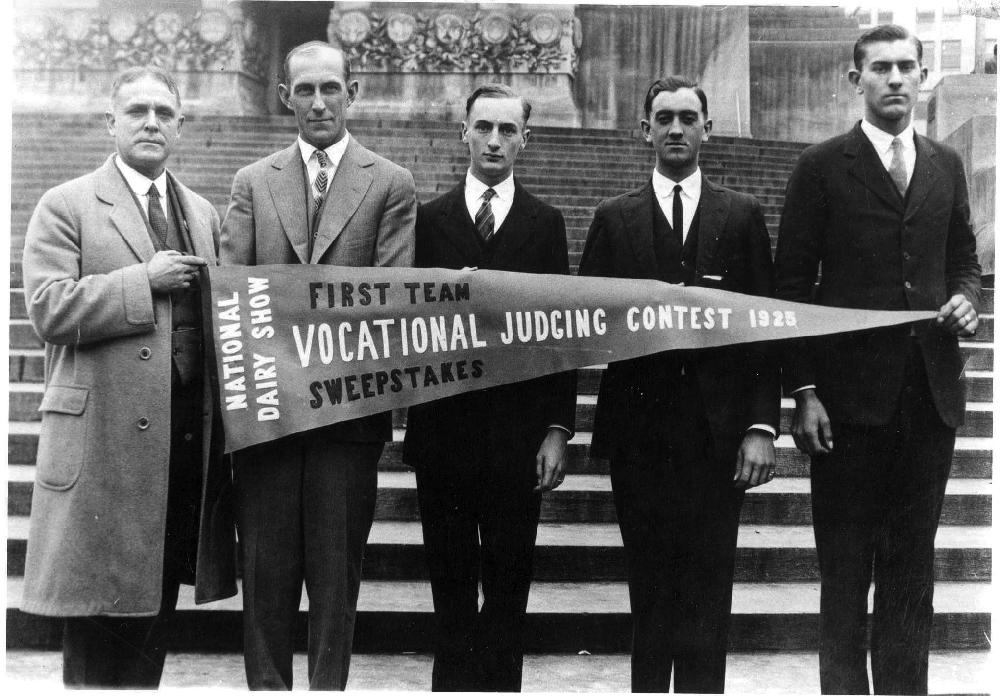 NATIONAL
DAIRY SHOW
FIRST TEAM
VOCATIONAL JUDGING CONTEST 1925
SWEEPSTAKES